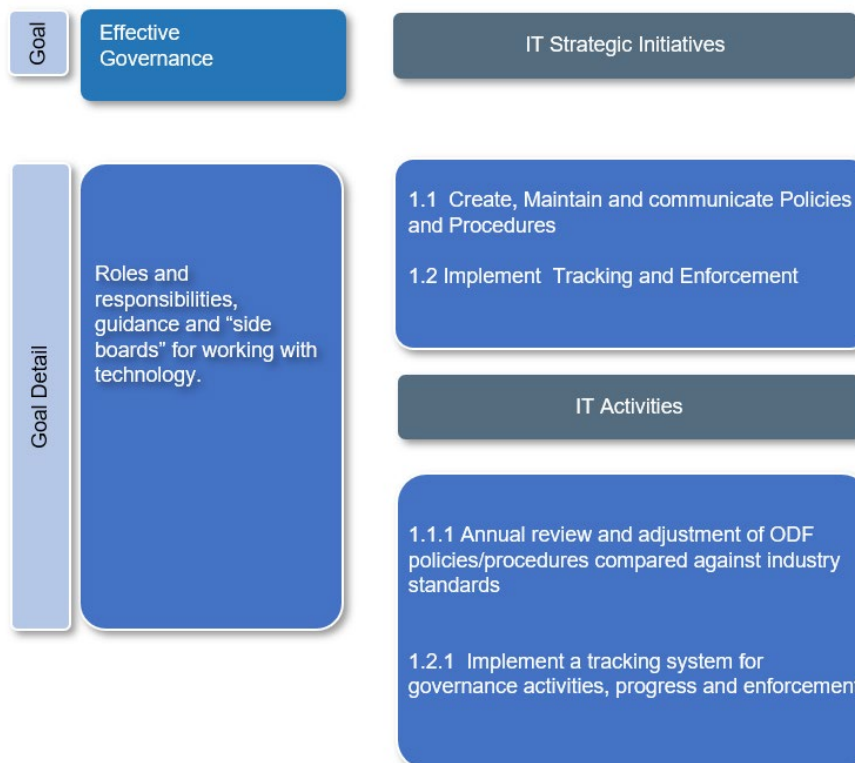 Goal
Effective
Governance
IT Strategic Initiatives
Goal Detail
Roles and
responsibilities,
guidance and “side
boards” for working with
technology.
1.1  Create, Maintain and communicate Policies
and Procedures
1.2 Implement  Tracking and Enforcement
IT Activities
1.1.1 Annual review and adjustment of ODF
policies/procedures compared against industry
standards
1.2.1  Implement a tracking system for
governance activities, progress and enforcement